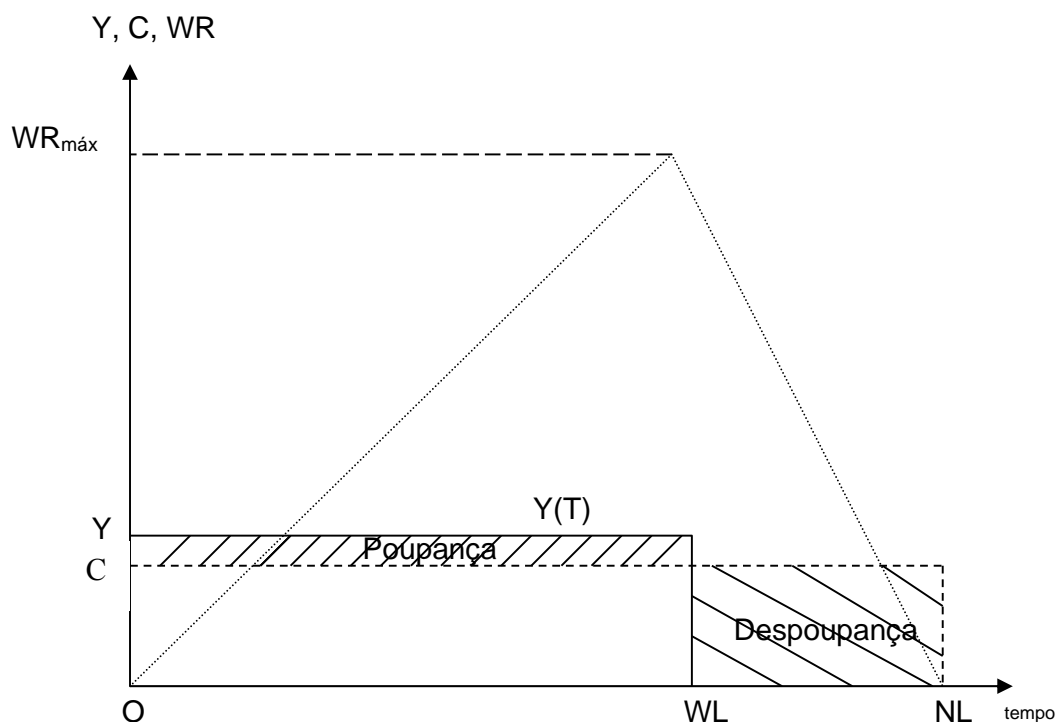 Y, C, WR
WRmáx
Y(T)
Y
Poupança
C
Despoupança
O WL NL tempo